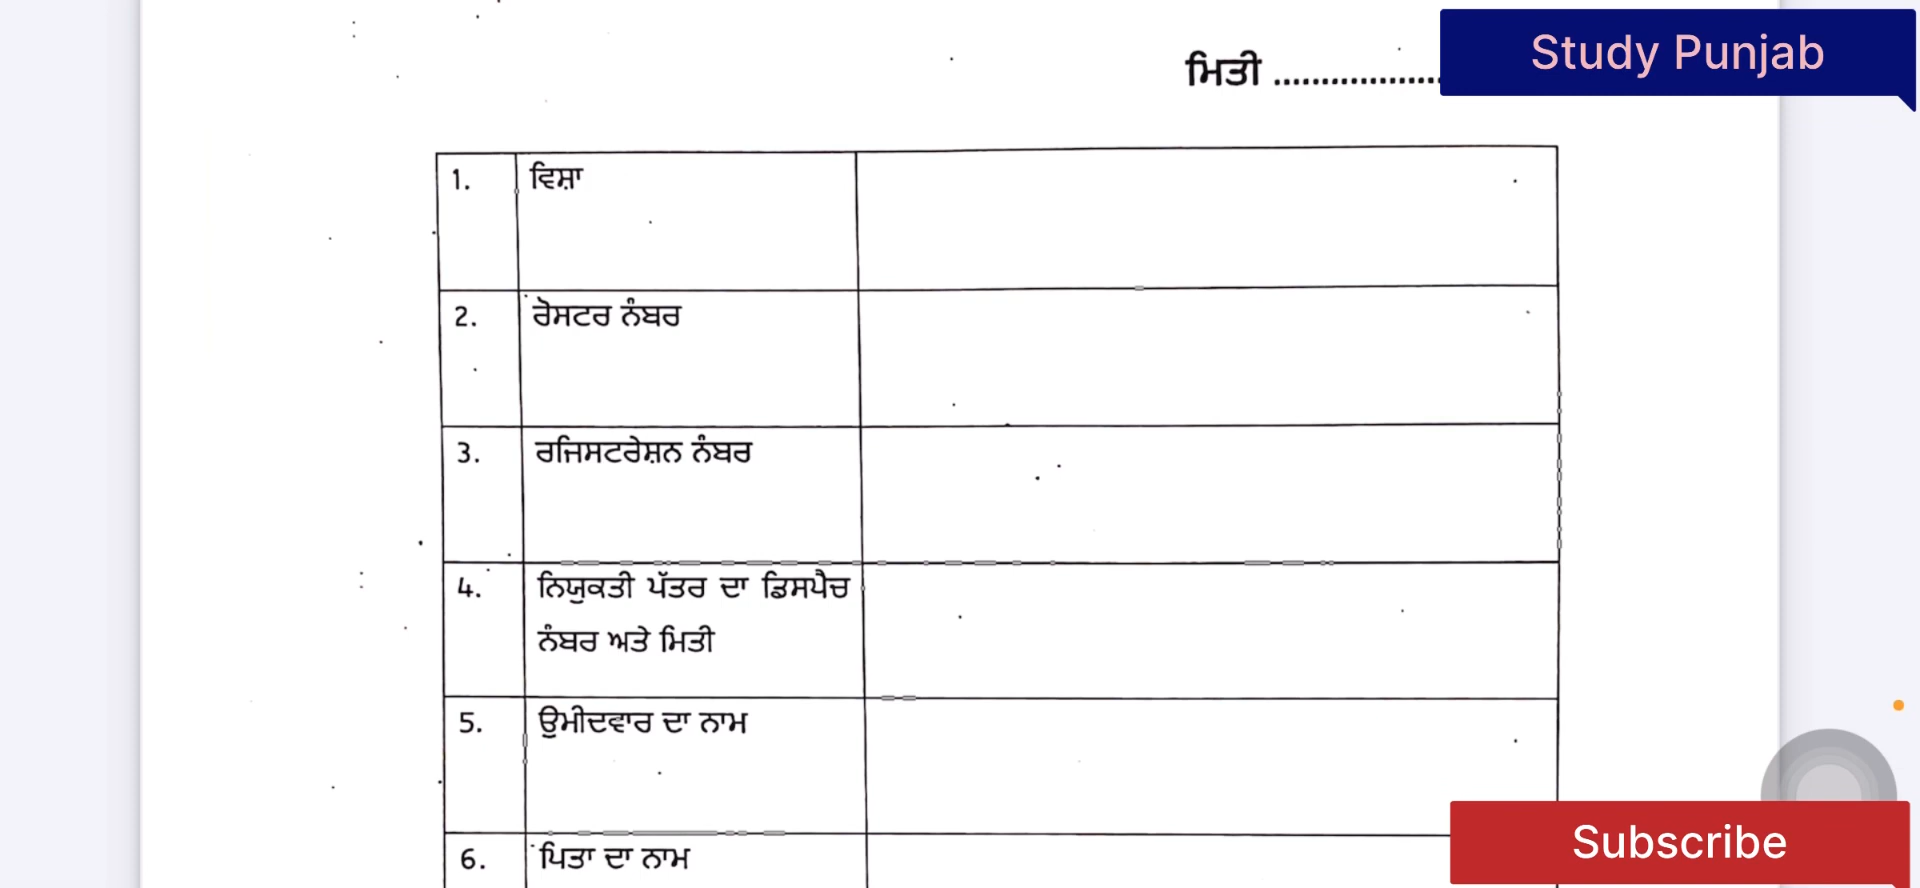 ਮਿਤੀ ..................
Study Punjab
1. ਵਿਸ਼ਾ
2. ਰੋਸਟਰ ਨੰਬਰ
3. ਰਜਿਸਟਰੇਸ਼ਨ ਨੰਬਰ
4. ਨਿਯੁਕਤੀ ਪੱਤਰ ਦਾ ਡਿਸਪੈਚ
ਨੰਬਰ ਅਤੇ ਮਿਤੀ
5. ਉਮੀਦਵਾਰ ਦਾ ਨਾਮ
6. ਪਿਤਾ ਦਾ ਨਾਮ
Subscribe